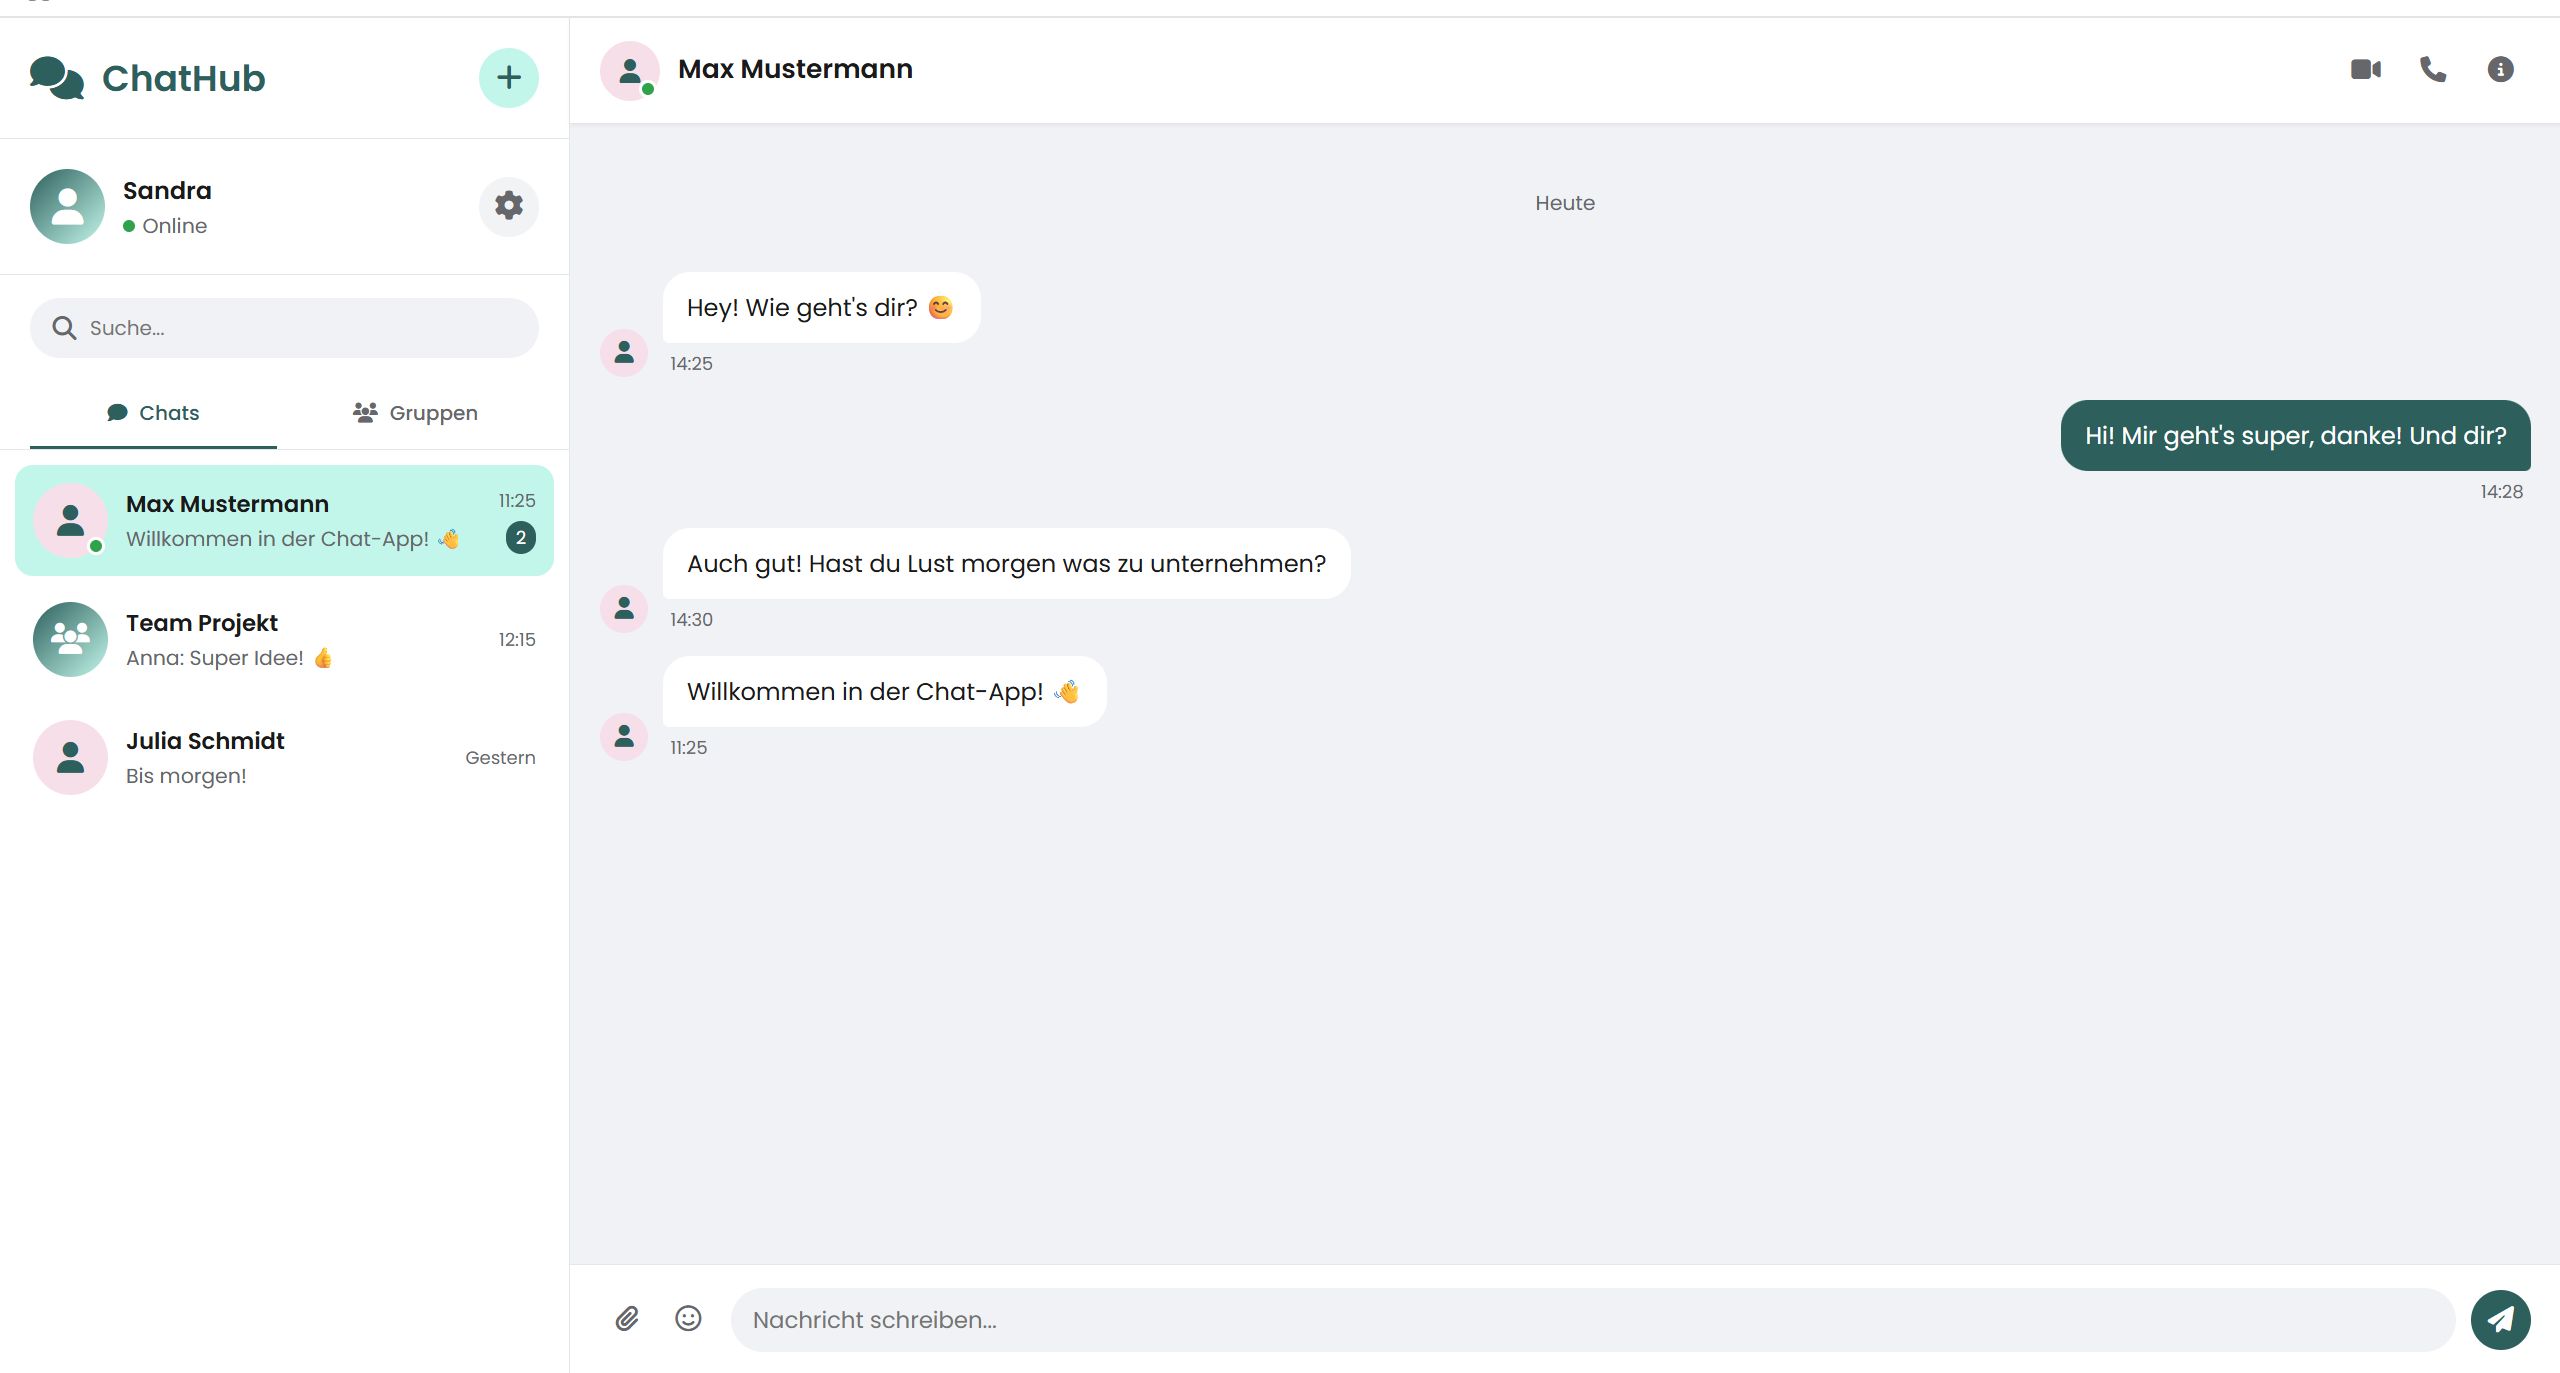 ChatHub
Sandra
Online
Suche...
Chats
Gruppen
Max Mustermann
11:25
Willkommen in der Chat-App! 👋
2
Team Projekt
12:15
Anna: Super Idee! 👍
Julia Schmidt
Gestern
Bis morgen!
Max Mustermann
Heute
Hey! Wie geht's dir? 😊
14:25
Hi! Mir geht's super, danke! Und dir?
14:28
Auch gut! Hast du Lust morgen was zu unternehmen?
14:30
Willkommen in der Chat-App! 👋
11:25
Nachricht schreiben...